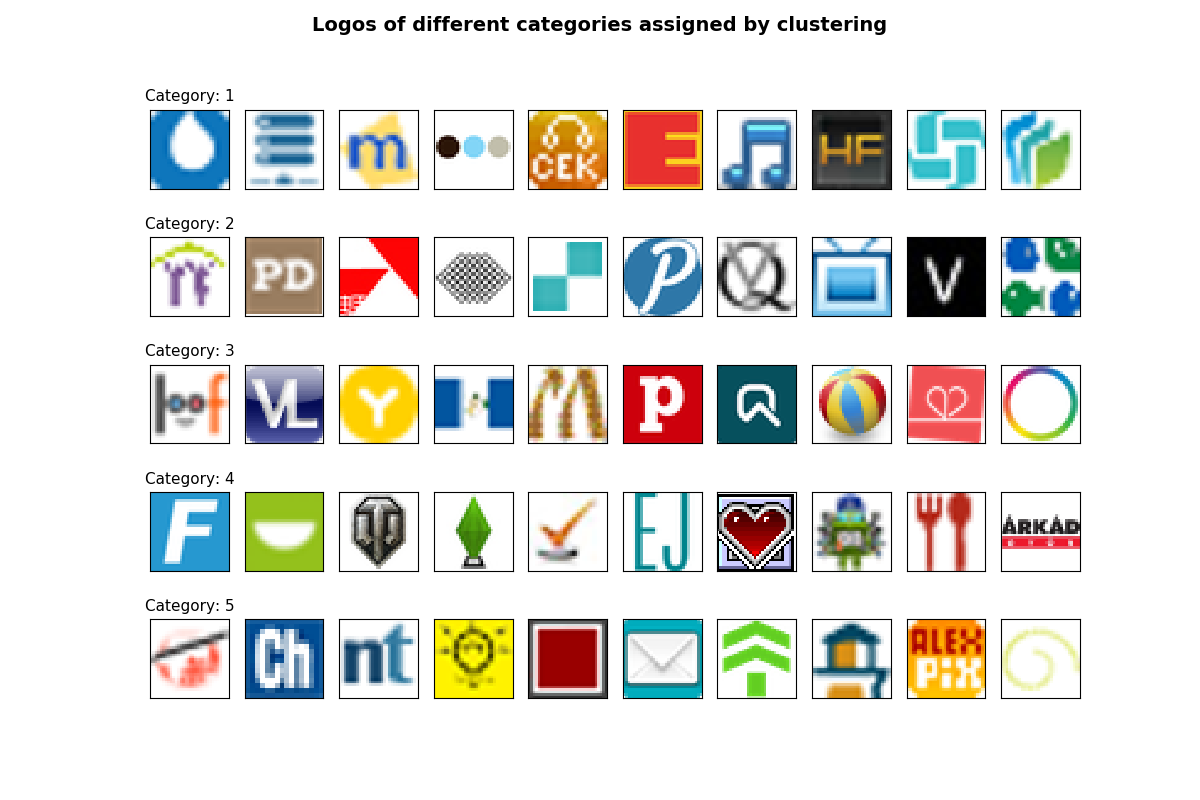 Logos of different categories assigned by clustering
Category: 1
m
CEK
E
HF
Category: 2
PD
P
VQ
V
Category: 3
VL
Y
M
p
Category: 4
F
EJ
ÁRKÁD
Category: 5
Ch
nt
ALEX
PiX